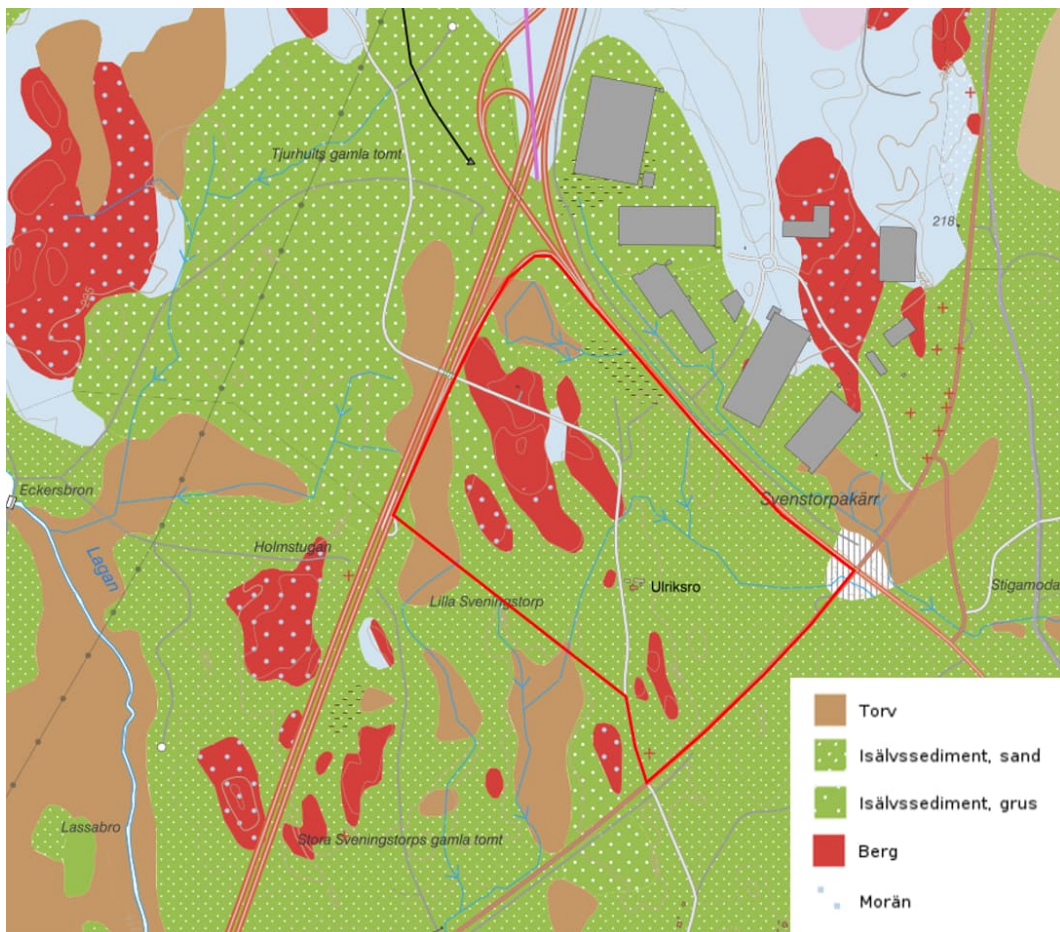 Tjurhults gamla tomt
218
205
Eckersbron
Svenstorpakärr
Holmstugan
Lagan
Ulriksro
Stigamoda
Lilla Sveningstorp
Torv
Isälvssediment, sand
Isälvssediment, grus
Lassabro
Stora Sveningstorps gamla tomt
Berg
Morän